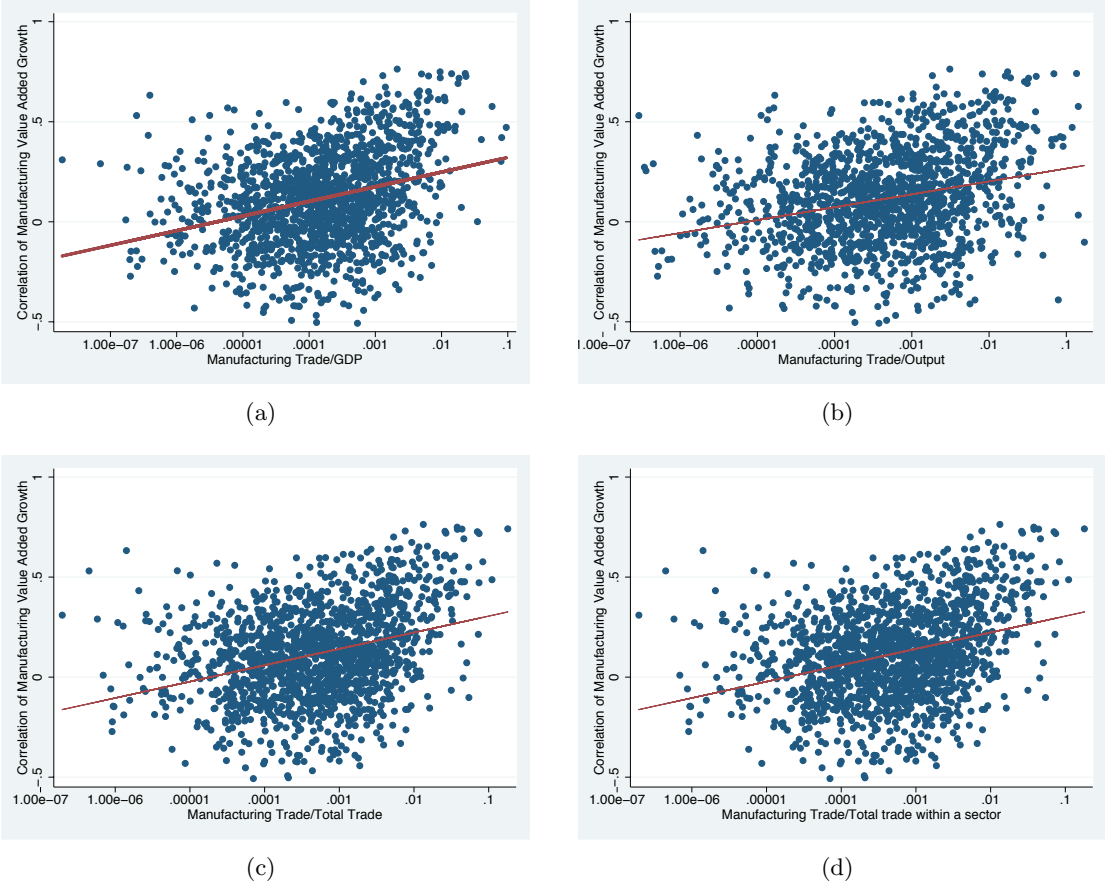 Correlation of Manufacturing Value Added Growth
1
.5
0
−.5
1.00e−07 1.00e−06 .00001 .0001 .001 .01 .1
Manufacturing Trade/GDP
(a)
Correlation of Manufacturing Value Added Growth
1
.5
0
−.5
1.00e−07 1.00e−06 .00001 .0001 .001 .01 .1
Manufacturing Trade/Output
(b)
Correlation of Manufacturing Value Added Growth
1
.5
0
−.5
1.00e−07 1.00e−06 .00001 .0001 .001 .01 .1
Manufacturing Trade/Total Trade
(c)
Correlation of Manufacturing Value Added Growth
1
.5
0
−.5
1.00e−07 1.00e−06 .00001 .0001 .001 .01 .1
Manufacturing Trade/Total trade within a sector
(d)